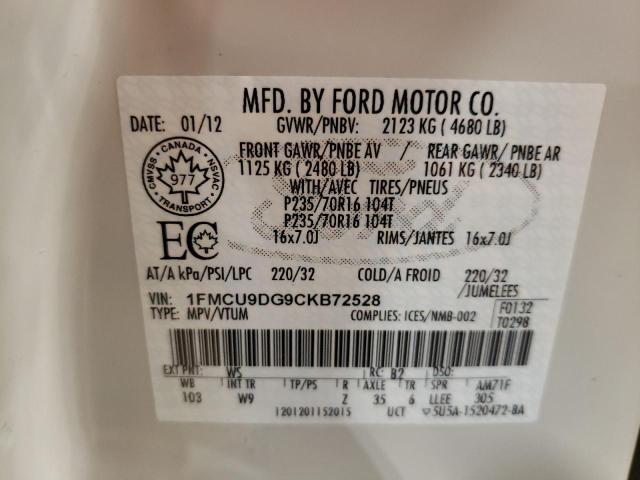 MFD. BY FORD MOTOR CO.
DATE: 01/12 GVWR/PNBV: 2123 KG ( 4680 LB)
FRONT GAWR/PNBE AV / REAR GAWR/ PNBE AR
1125 KG ( 2480 LB) 1061 KG ( 2340 LB)
WITH/AVEC TIRES/PNEUS
P235/70R16 104T
P235/70R16 104T
16x7.0J RIMS/JANTES 16x7.0J
CANADA
CMVSS NSVAC
977
TRANSPORT
EC
AT/A kPa/PSI/LPC 220/32 COLD/A FROID 220/32
/JUMELEES
VIN: 1FMCU9DG9CKB72528 F0132
TYPE: MPV/VTUM COMPLIES: ICES/NMB-002 T0298
EXT PNT: WS RC: B2 DSO:
WB INT TR TP/PS R AXLE TR SPR AM71F
103 W9 Z 35 6 LLEE 305
1201201152015 UCT 5U5A-1520472-BA